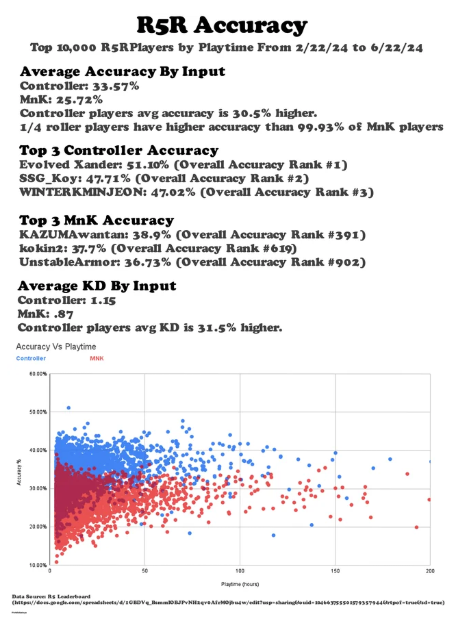 R5R Accuracy
Top 10,000 R5RPlayers by Playtime From 2/22/24 to 6/22/24
Average Accuracy By Input
Controller: 33.57%
MnK: 25.72%
Controller players avg accuracy is 30.5% higher.
1/4 roller players have higher accuracy than 99.93% of MnK players
Top 3 Controller Accuracy
Evolved Xander: 51.10% (Overall Accuracy Rank #1)
SSG_Koy: 47.71% (Overall Accuracy Rank #2)
WINTERKMINJEON: 47.02% (Overall Accuracy Rank #3)
Top 3 MnK Accuracy
KAZUMAwantan: 38.9% (Overall Accuracy Rank #391)
kokin2: 37.7% (Overall Accuracy Rank #619)
UnstableArmor: 36.73% (Overall Accuracy Rank #902)
Average KD By Input
Controller: 1.15
MnK: .87
Controller players avg KD is 31.5% higher.
Accuracy Vs Playtime
Controller MNK
60.00%
50.00%
40.00%
30.00%
20.00%
10.00%
Accuracy %
0 50 100 150 200
Playtime (hours)
Data Source: R5 Leaderboard